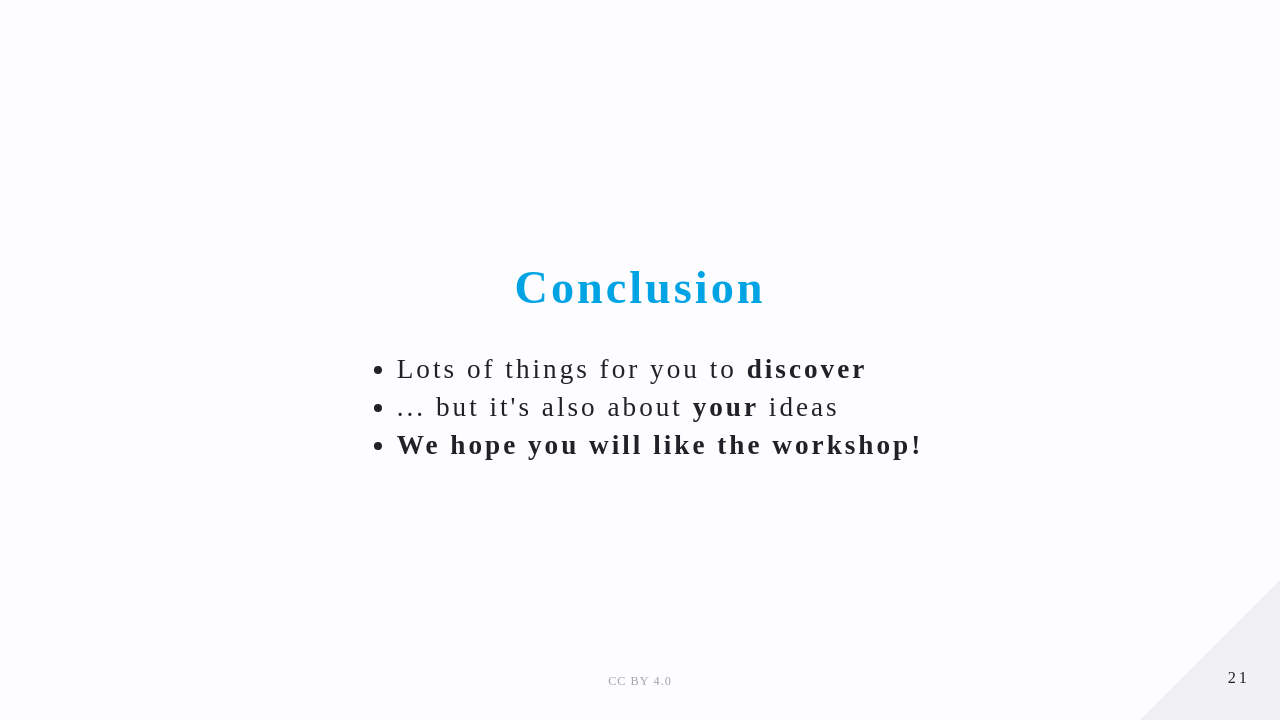 Conclusion
Lots of things for you to discover
... but it's also about your ideas
We hope you will like the workshop!
CC BY 4.0
21